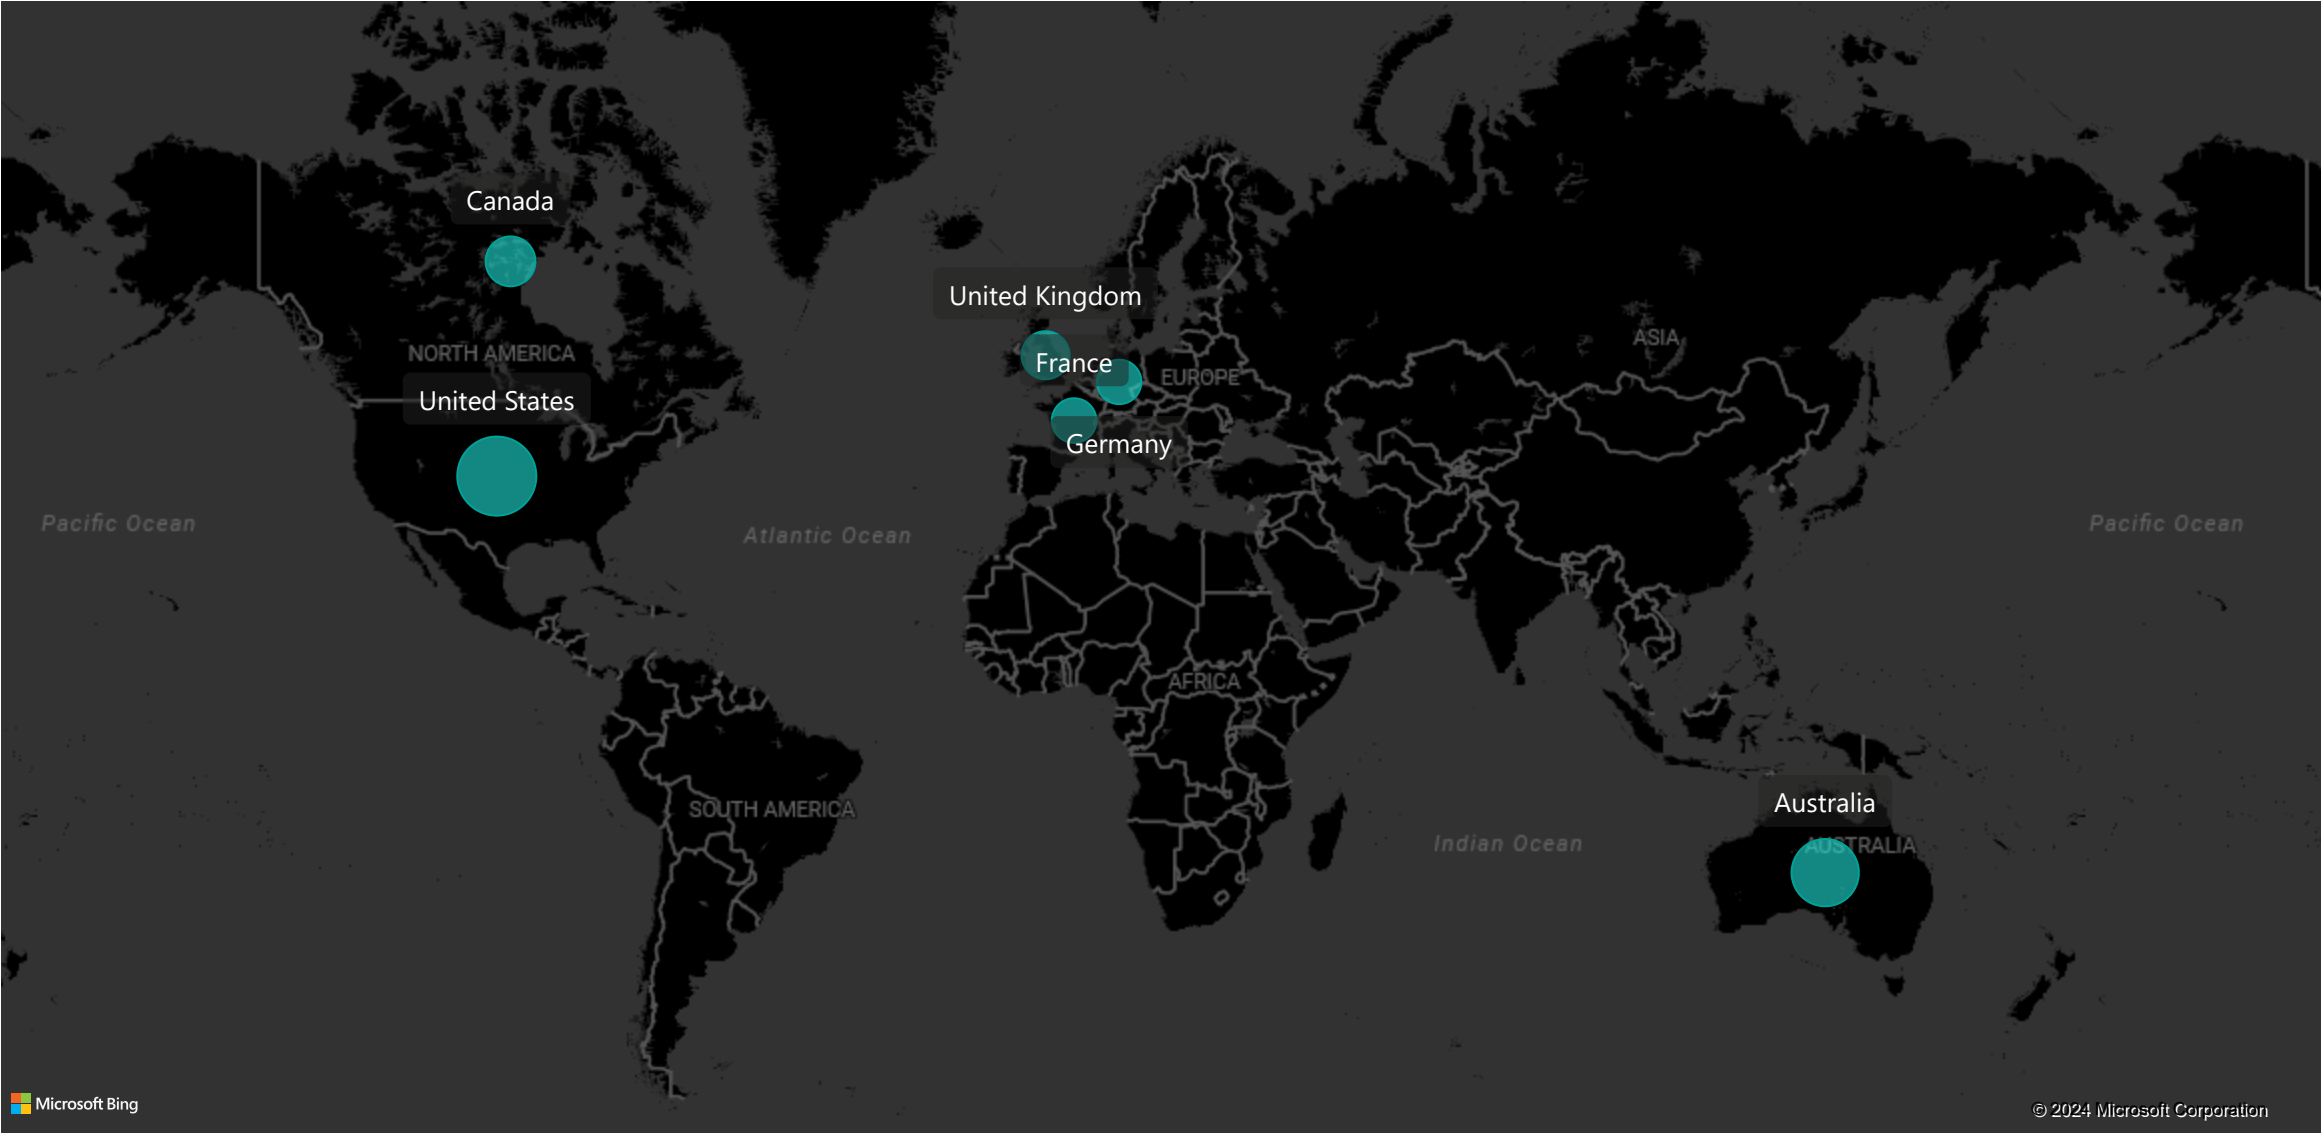 Canada
United Kingdom
ASIA
NORTH AMERICA
France
EUROPE
United States
Germany
Pacific Ocean
Atlantic Ocean
Pacific Ocean
AFRICA
SOUTH AMERICA
Australia
Indian Ocean
AUSTRALIA
Microsoft Bing
© 2024 Microsoft Corporation